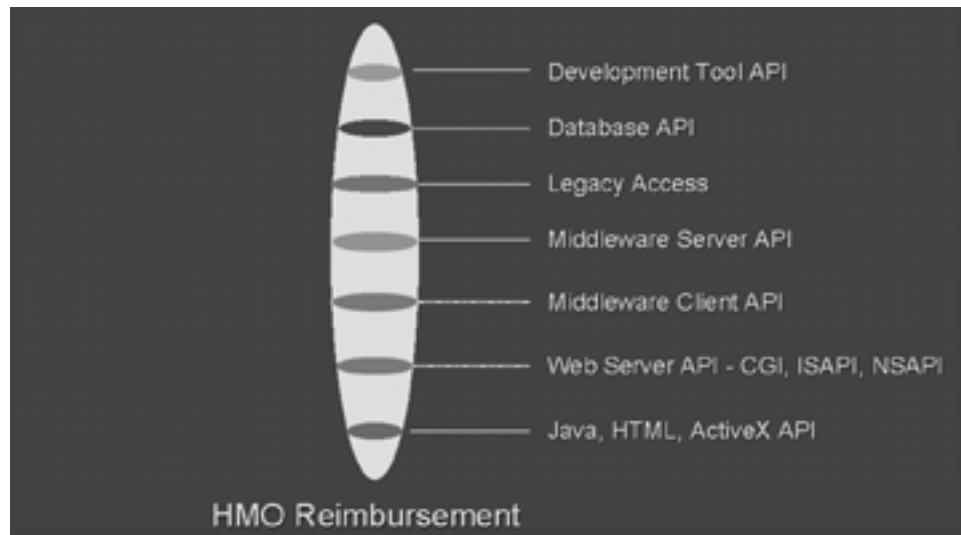 Development Tool API
Database API
Legacy Access
Middleware Server API
Middleware Client API
Web Server API - CGI, ISAPI, NSAPI
Java, HTML, ActiveX API
HMO Reimbursement